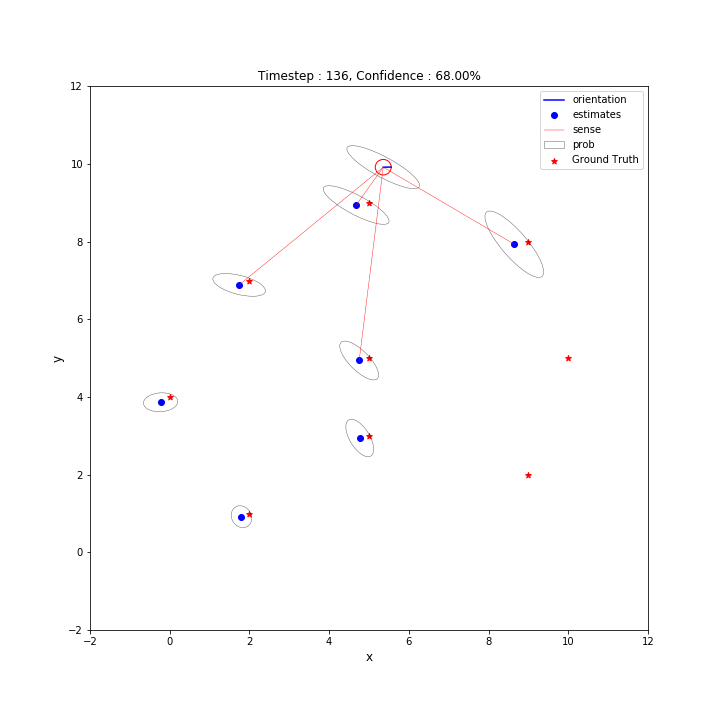 Timestep : 136, Confidence : 68.00%
orientation
estimates
sense
prob
Ground Truth
12
10
8
6
4
2
0
−2
y
−2 0 2 4 6 8 10 12
x